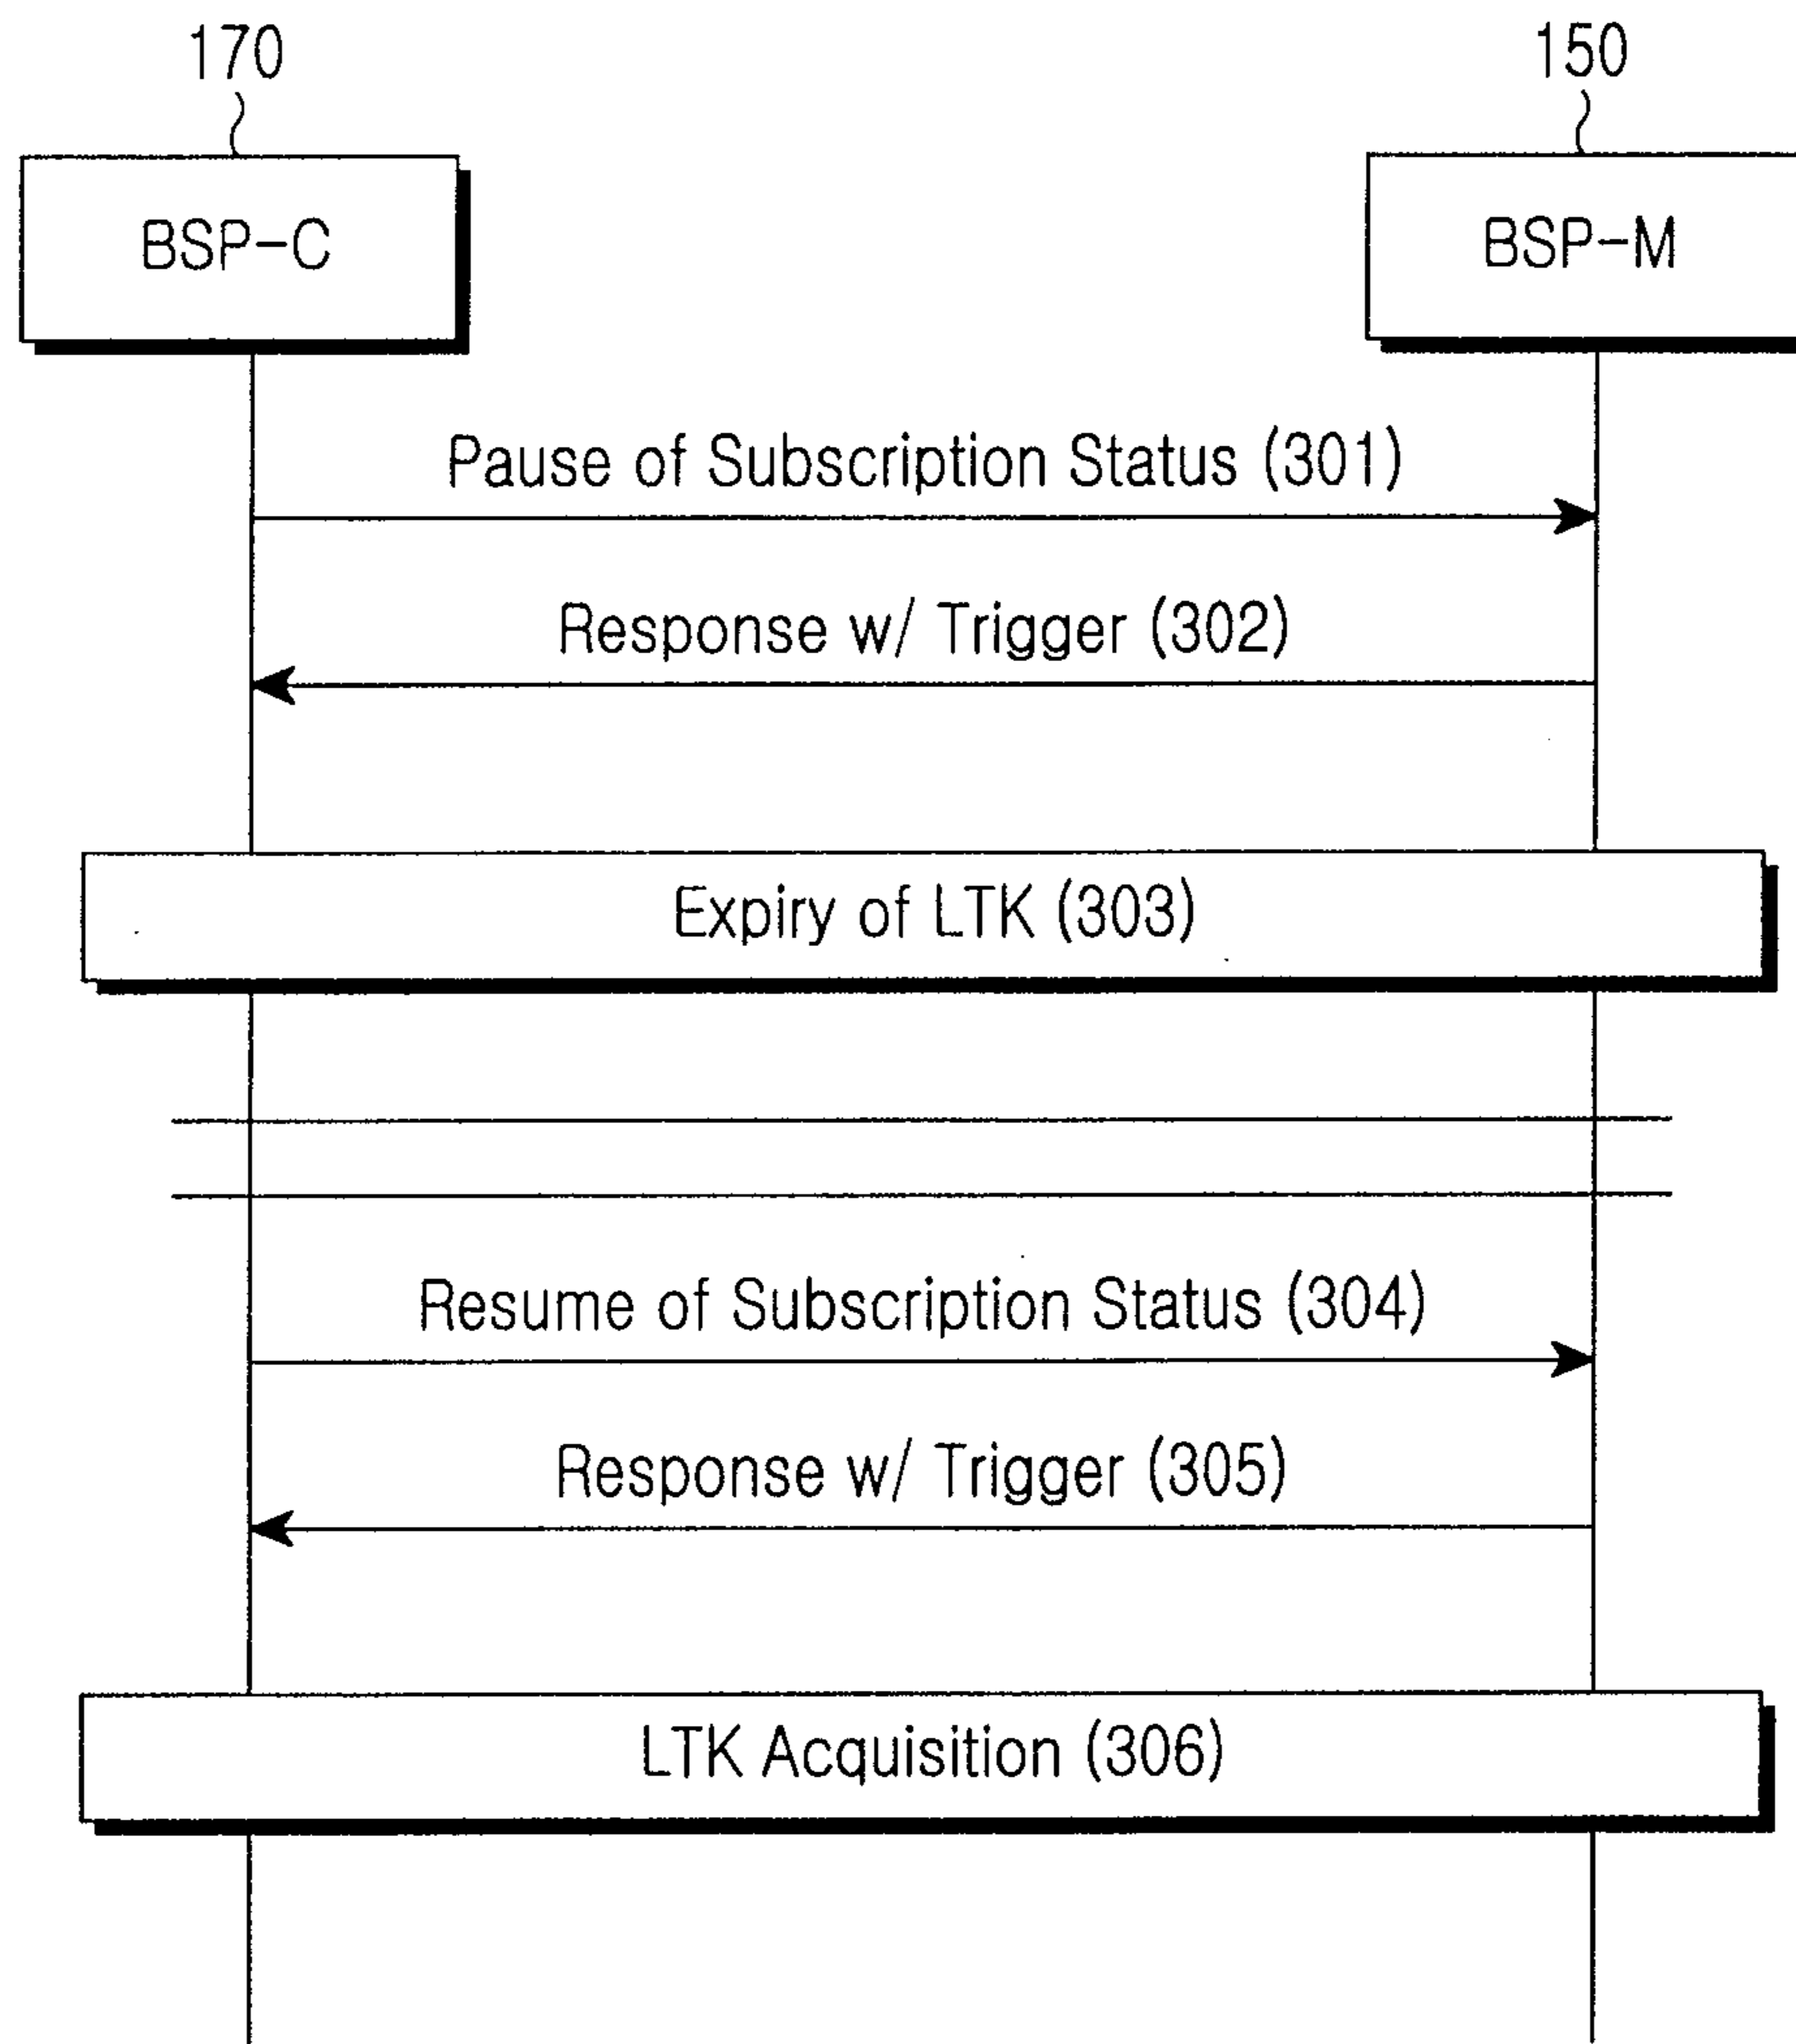 170
150
BSP-C
BSP-M
Pause of Subscription Status (301)
Response w/ Trigger (302)
Expiry of LTK (303)
Resume of Subscription Status (304)
Response w/ Trigger (305)
LTK Acquisition (306)